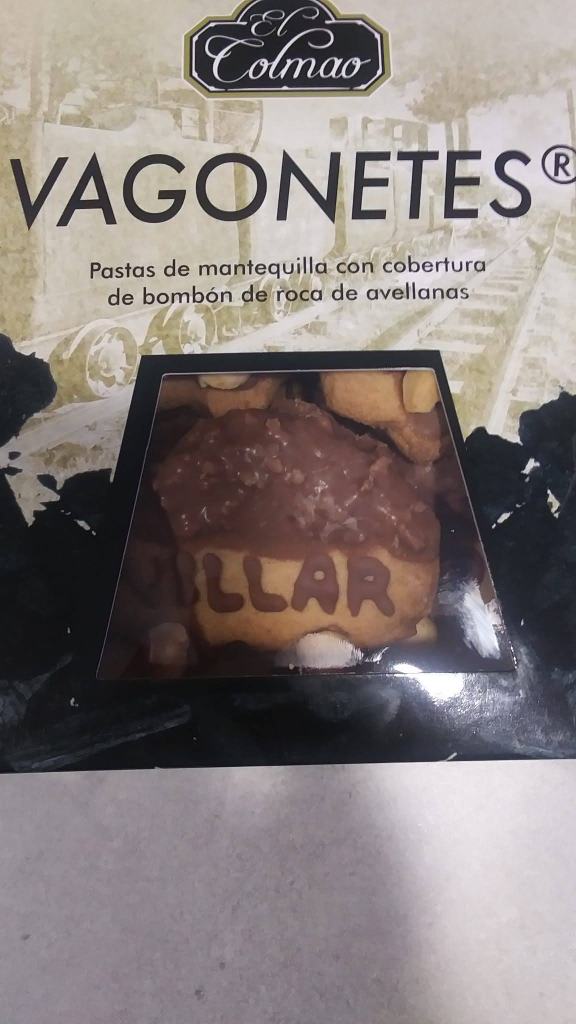 El
Colmao
VAGONETES®
Pastas de mantequilla con cobertura
de bombón de roca de avellanas
LLAR